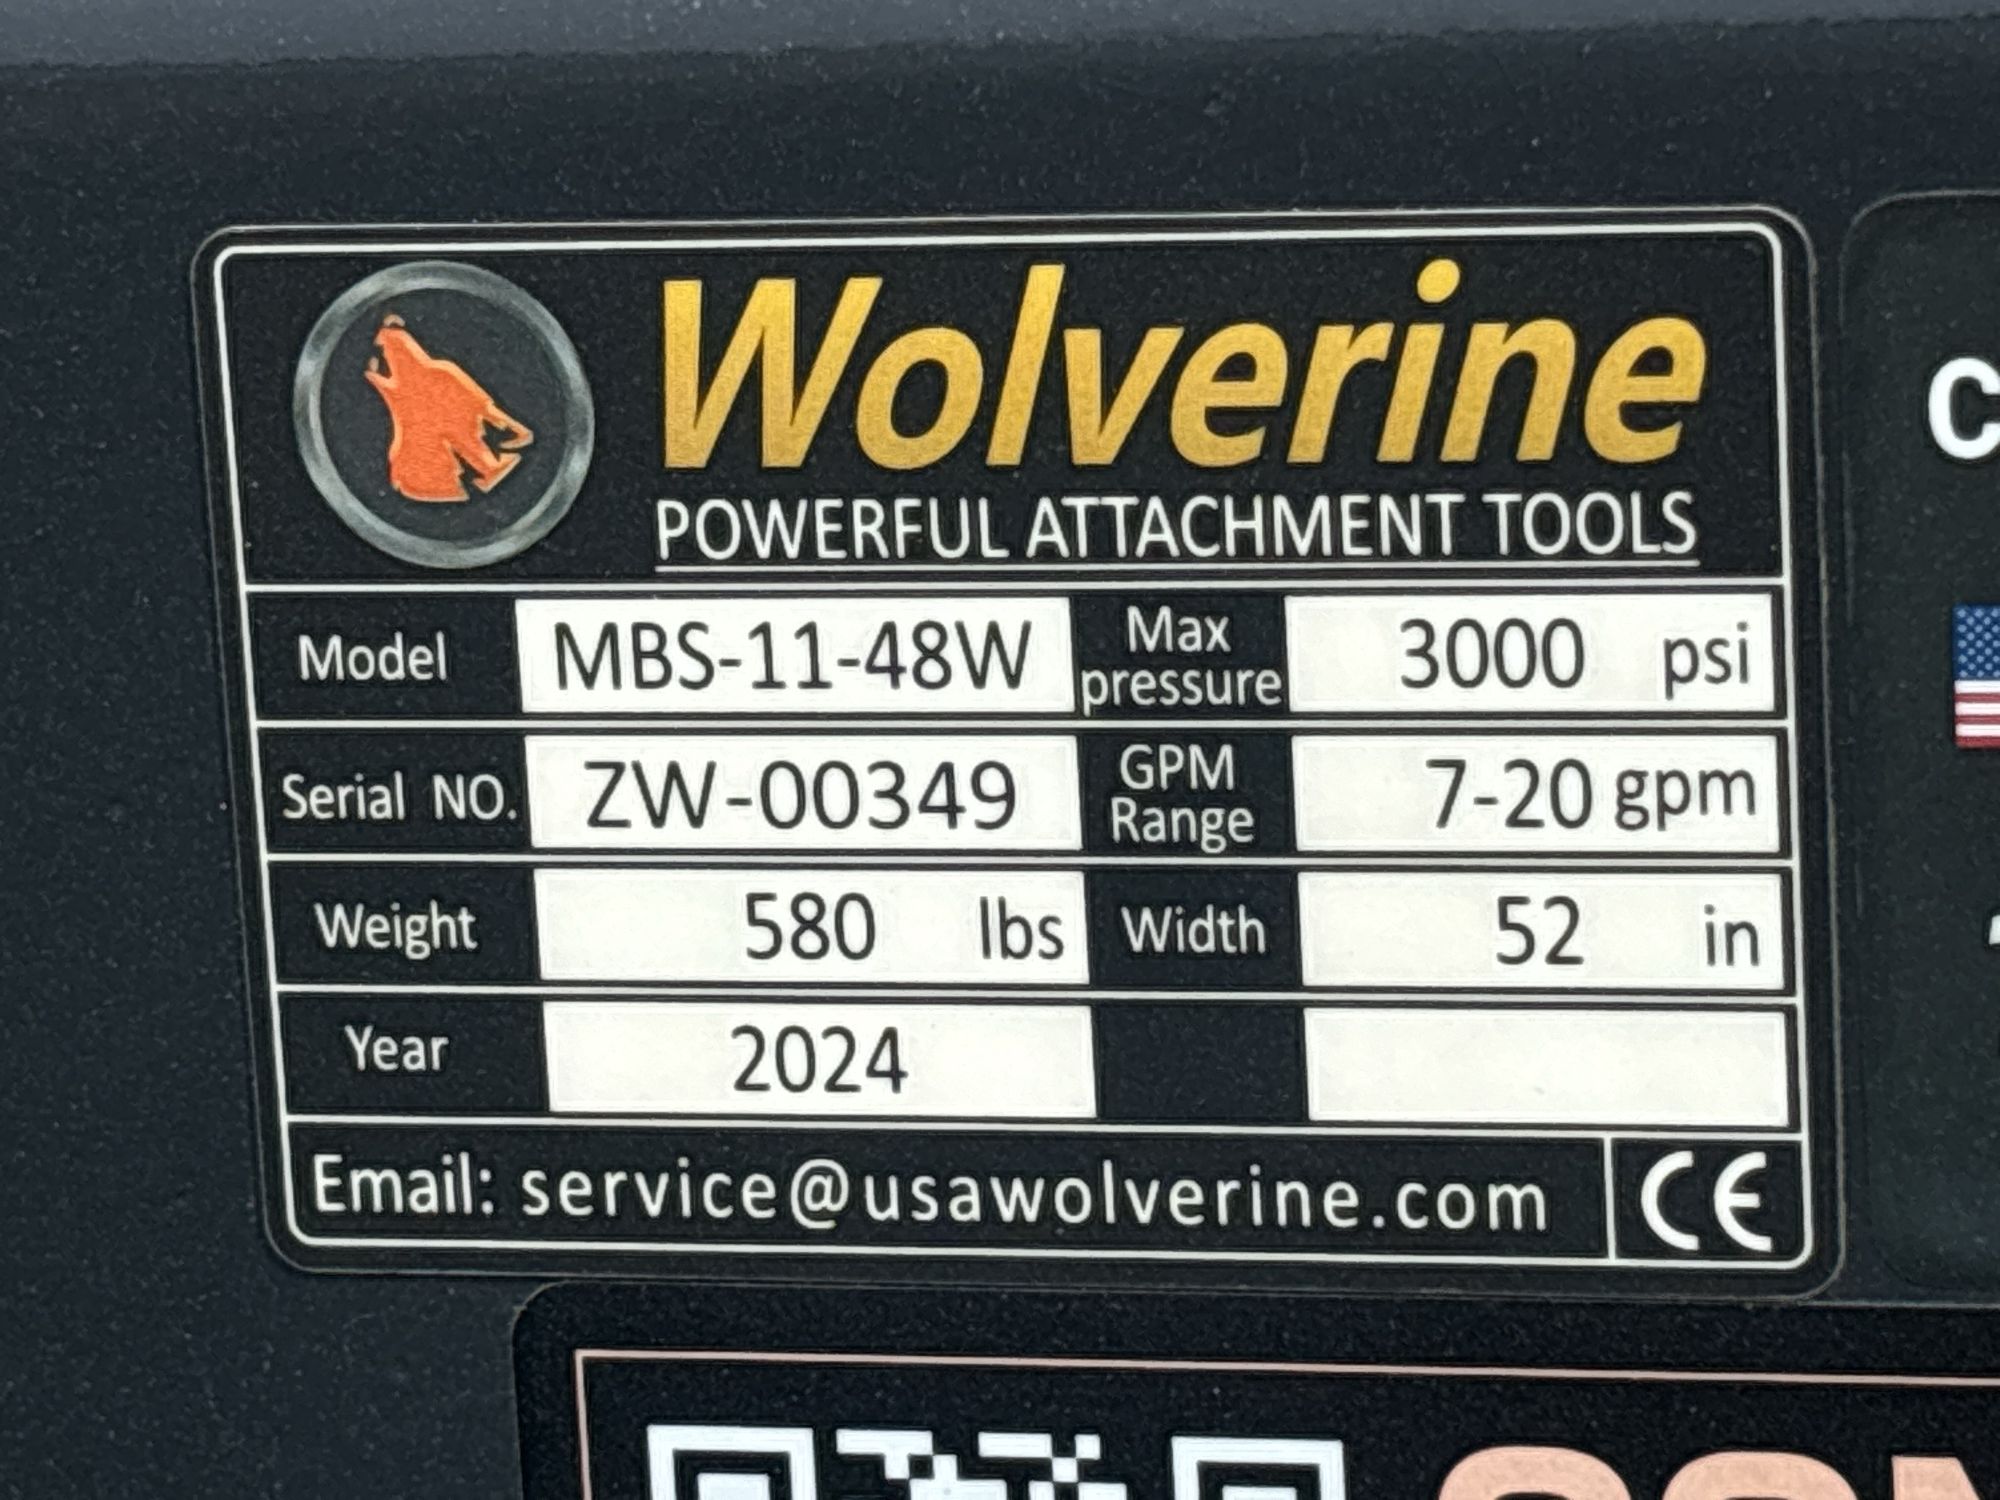 Wolverine
POWERFUL ATTACHMENT TOOLS
Model MBS-11-48W Max pressure 3000 psi
Serial NO. ZW-00349 GPM Range 7-20 gpm
Weight 580 lbs Width 52 in
Year 2024
Email: service@usawolverine.com CE